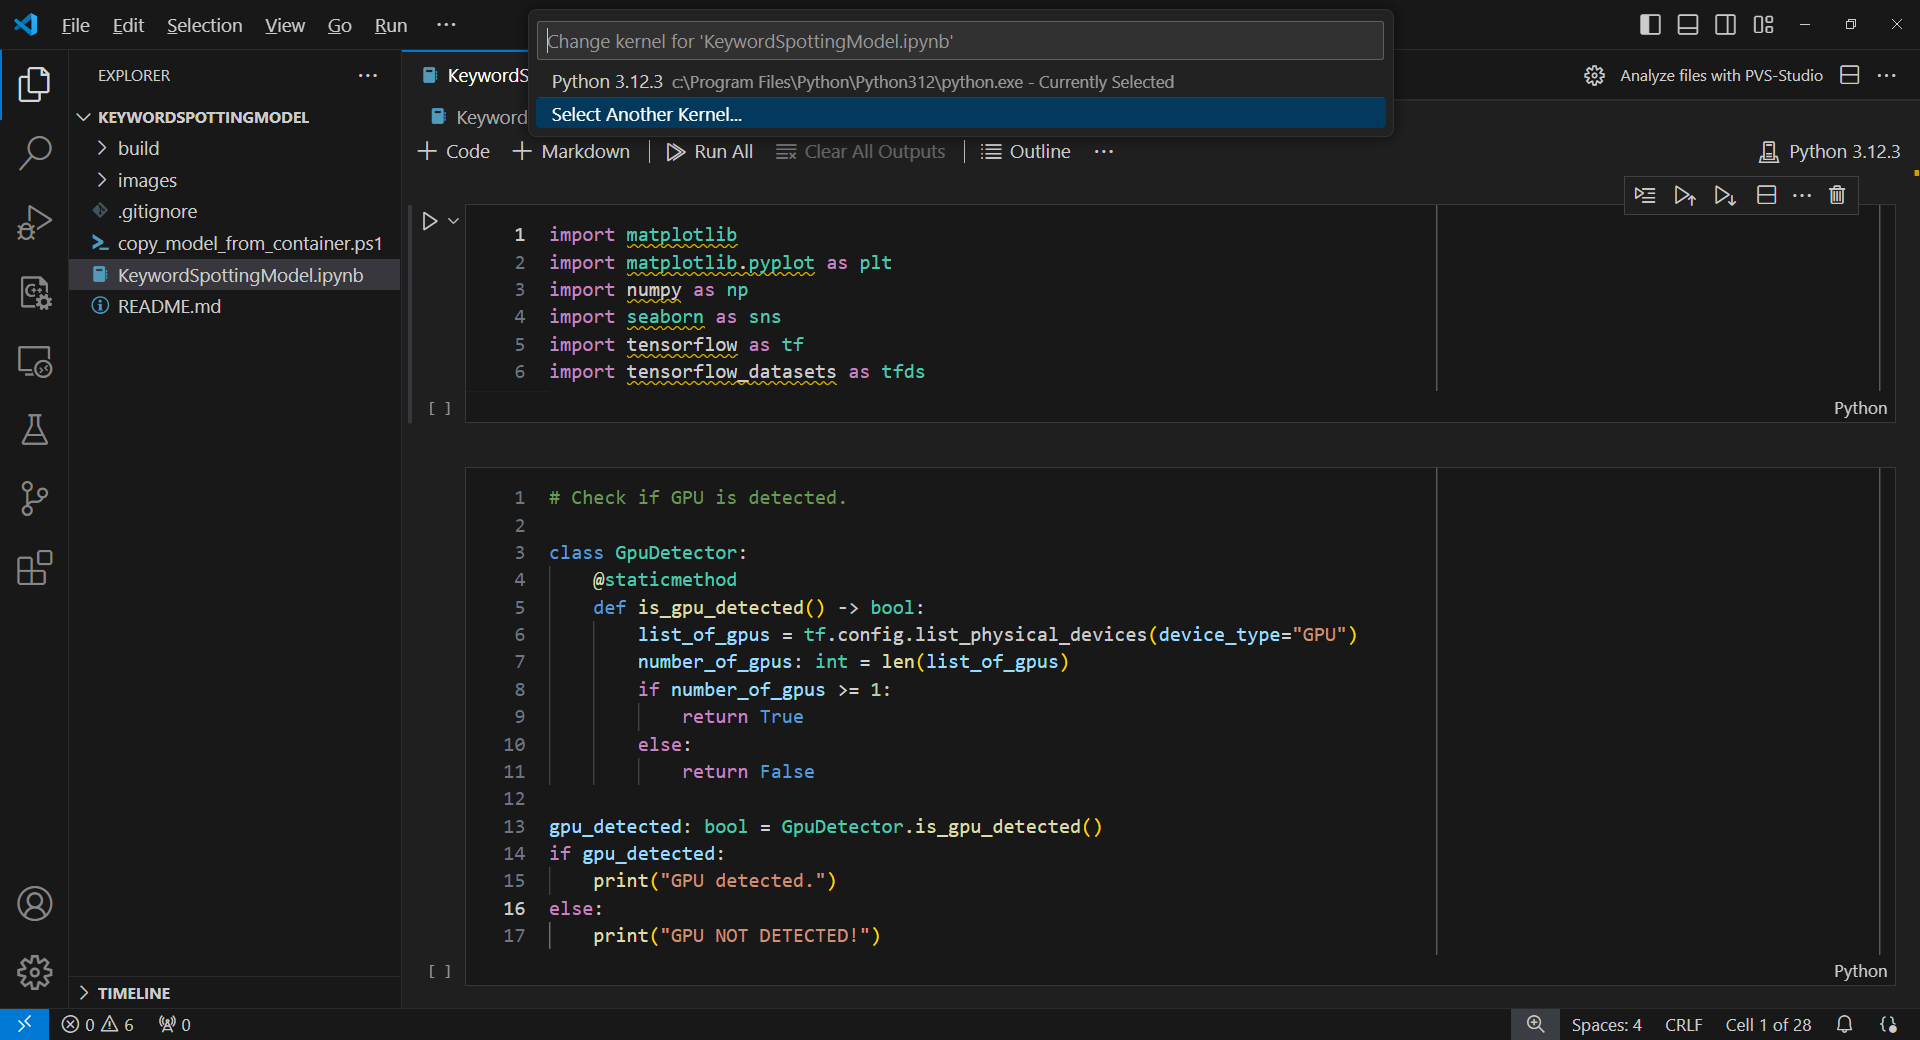 File Edit Selection View Go Run ···
Change kernel for 'KeywordSpottingModel.ipynb'
Python 3.12.3 c:\Program Files\Python\Python312\python.exe - Currently Selected
Select Another Kernel...
EXPLORER
KEYWORDSPOTTINGMODEL
build
images
.gitignore
copy_model_from_container.ps1
KeywordSpottingModel.ipynb
README.md
TIMELINE
KeywordS
Analyze files with PVS-Studio
Keyword
Code Markdown Run All Clear All Outputs Outline ···
Python 3.12.3
1 import matplotlib
2 import matplotlib.pyplot as plt
3 import numpy as np
4 import seaborn as sns
5 import tensorflow as tf
6 import tensorflow_datasets as tfds
[ ]
Python
1 # Check if GPU is detected.
2
3 class GpuDetector:
4     @staticmethod
5     def is_gpu_detected() -> bool:
6         list_of_gpus = tf.config.list_physical_devices(device_type="GPU")
7         number_of_gpus: int = len(list_of_gpus)
8         if number_of_gpus >= 1:
9             return True
10         else:
11             return False
12
13 gpu_detected: bool = GpuDetector.is_gpu_detected()
14 if gpu_detected:
15     print("GPU detected.")
16 else:
17     print("GPU NOT DETECTED!")
[ ]
Python
0 6 0
Spaces: 4 CRLF Cell 1 of 28